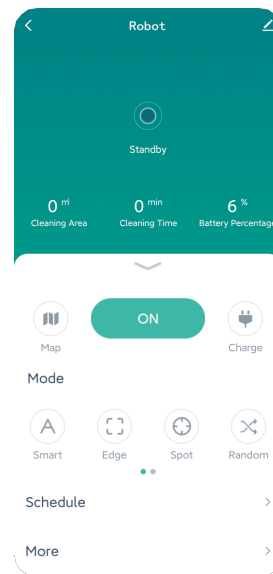 Robot
Standby
0 ㎡ 0 min 6 %
Cleaning Area Cleaning Time Battery Percentage
ON
Map Charge
Mode
A
Smart Edge Spot Random
Schedule
More